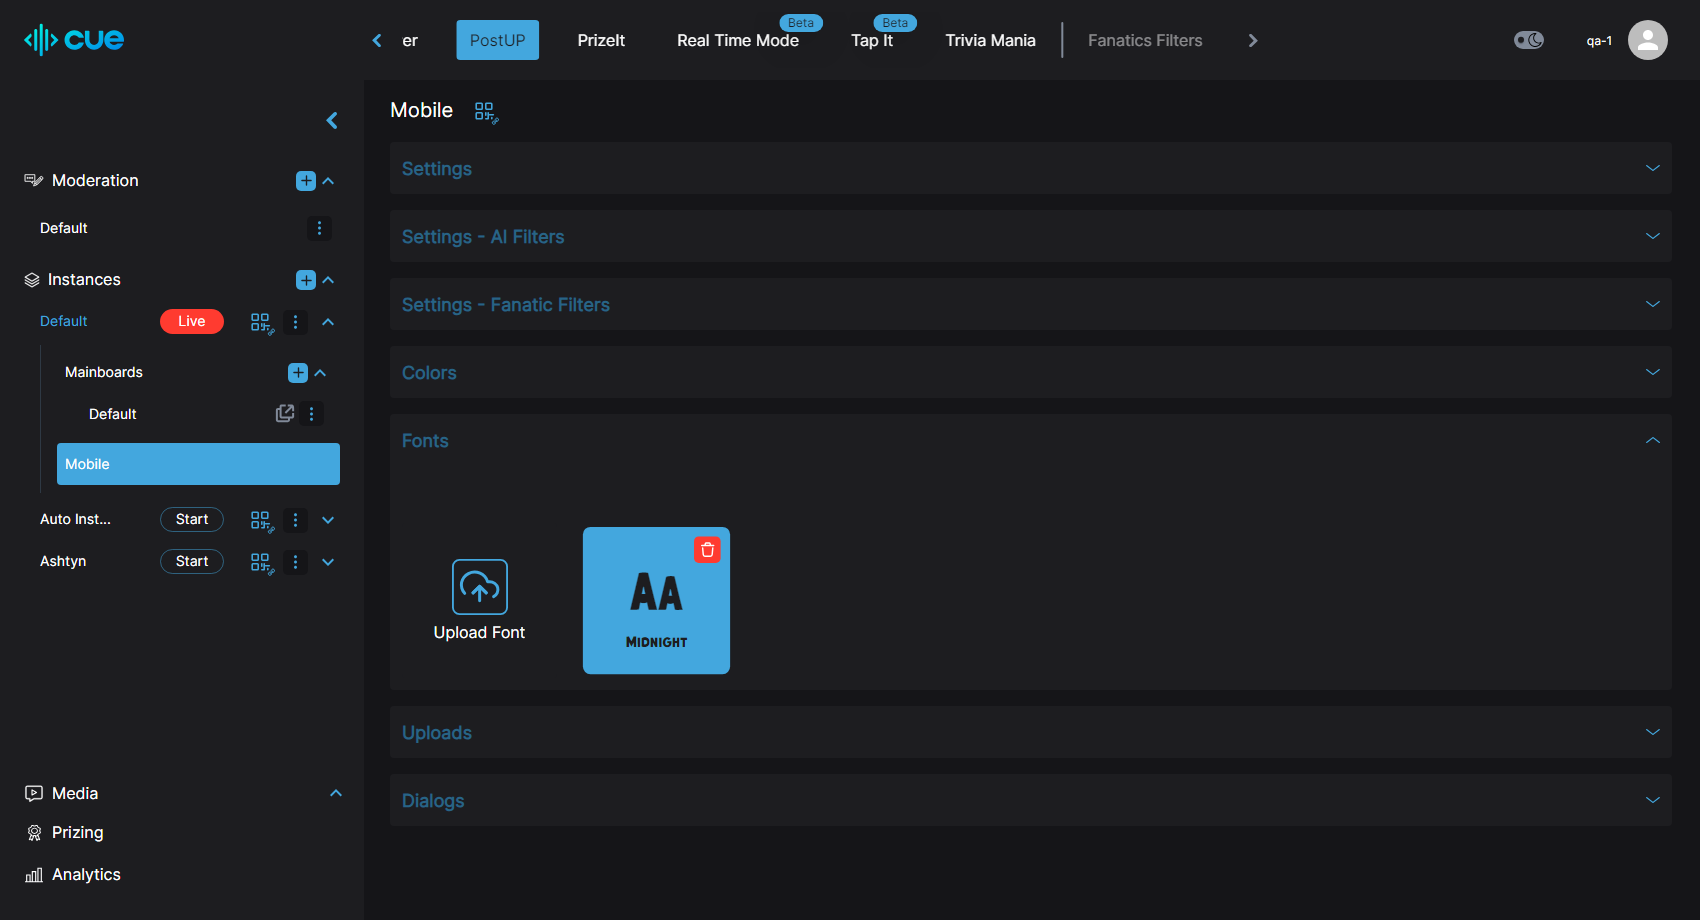 cue
er
PostUP
PrizeIt
Real Time Mode
Beta
Tap It
Beta
Trivia Mania
Fanatics Filters
qa-1
Moderation
Default
Instances
Default
Live
Mainboards
Default
Mobile
Auto Inst...
Start
Ashtyn
Start
Media
Prizing
Analytics
Mobile
Settings
Settings - AI Filters
Settings - Fanatic Filters
Colors
Fonts
Upload Font
AA
MIDNIGHT
Uploads
Dialogs